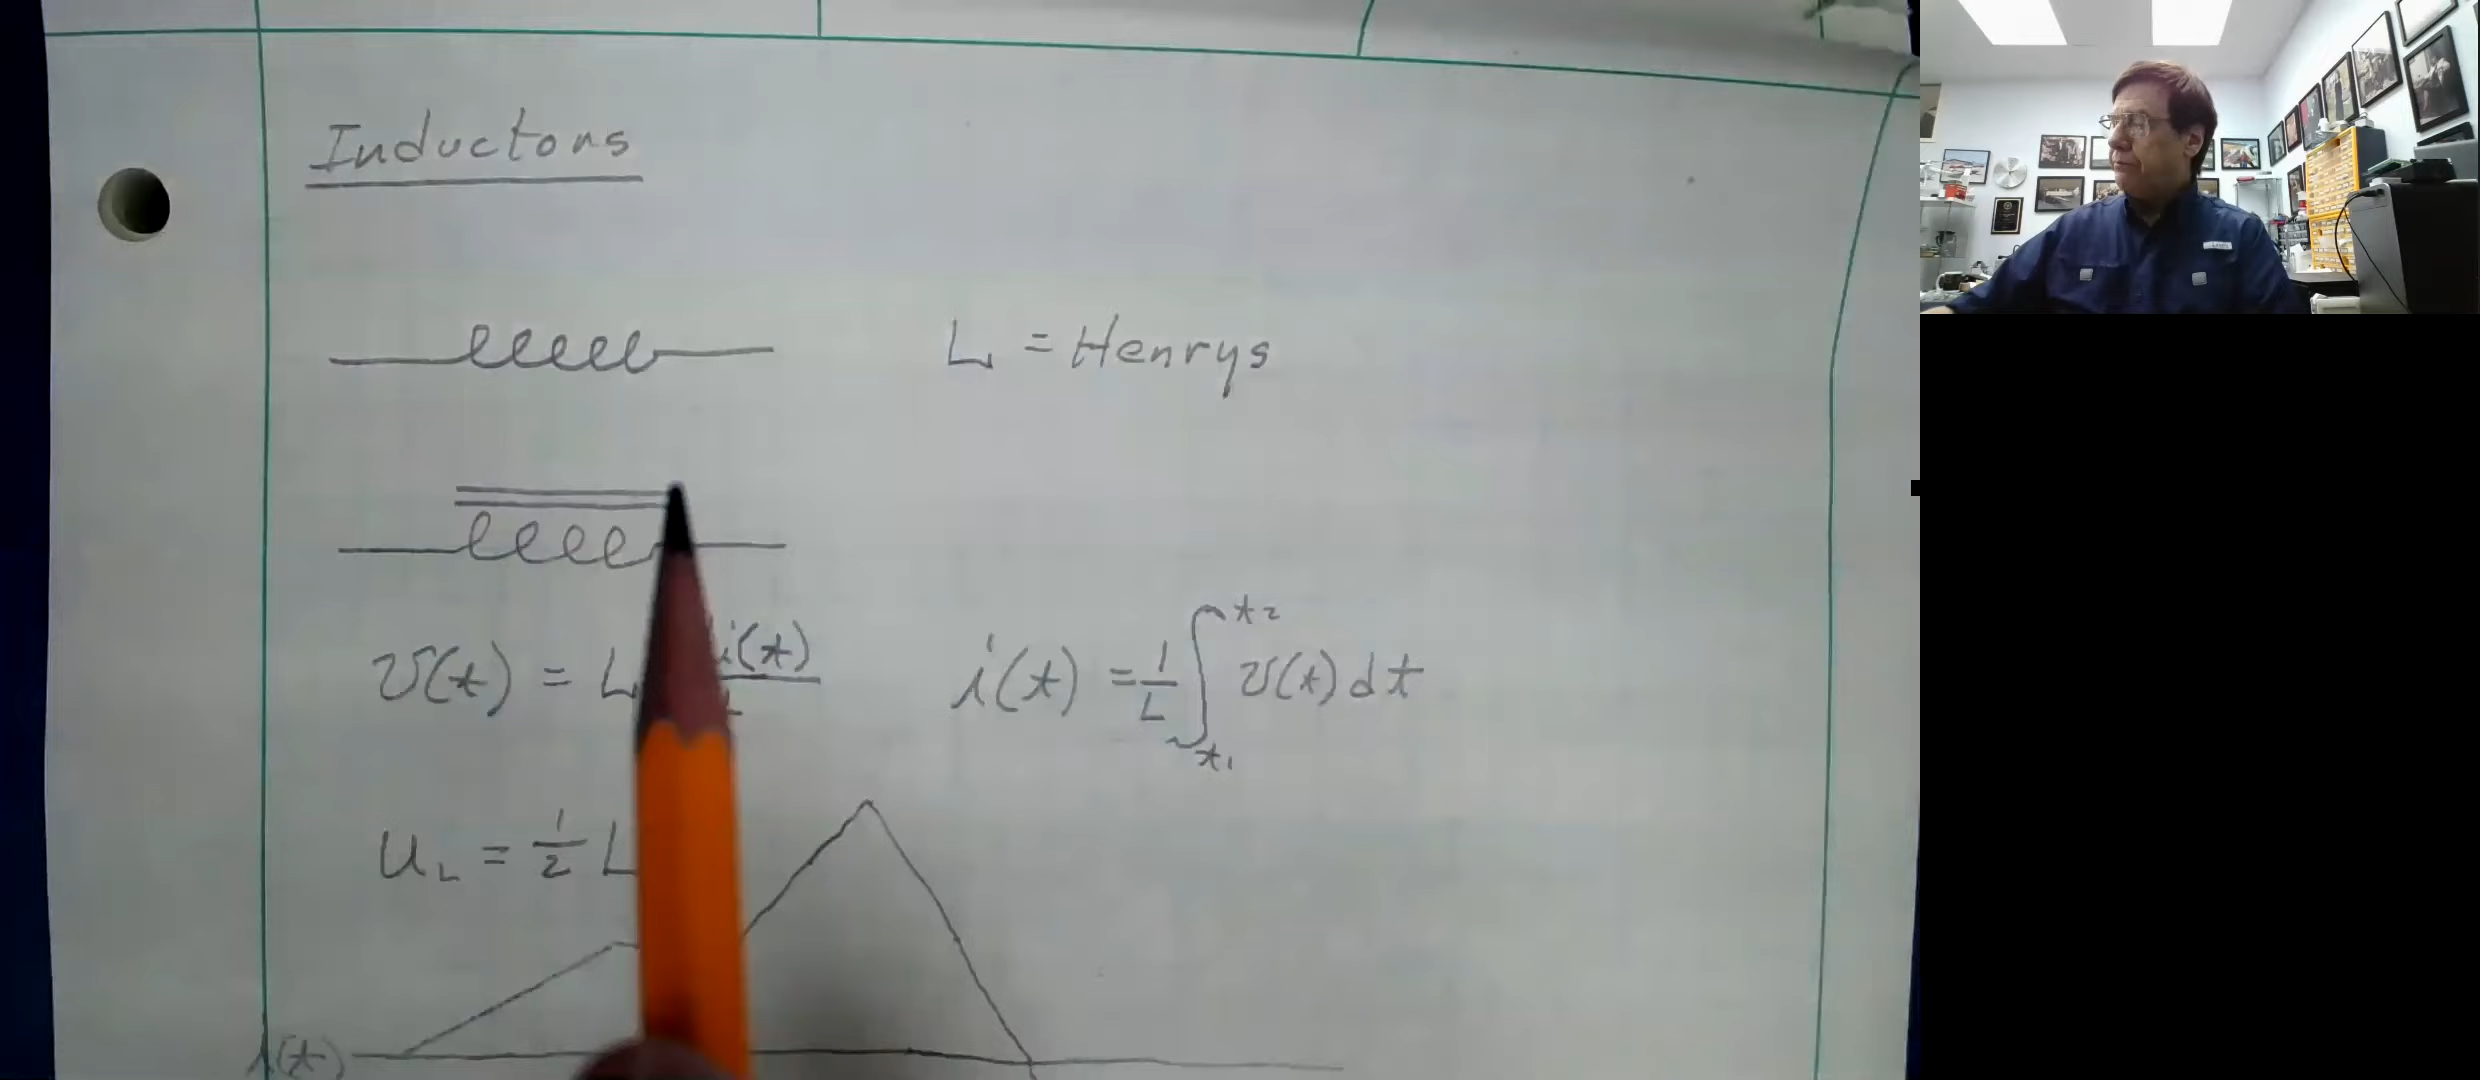 Inductors
L = Henrys
v(t) = L i(t)
i(t) = 1/L ∫ t2 t1 v(t) dt
UL = 1/2 L
i(t)